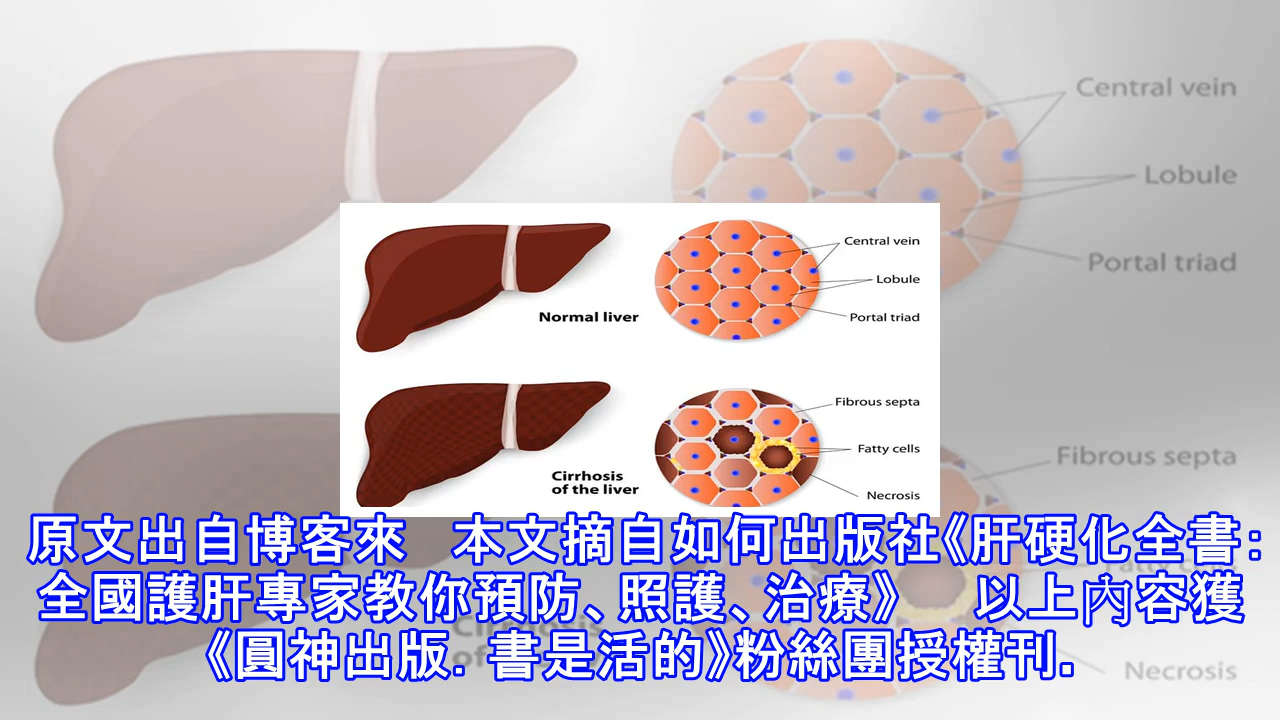 Central vein
Lobule
Portal triad
Central vein
Lobule
Portal triad
Normal liver
Fibrous septa
Fatty cells
Necrosis
Cirrhosis
of the liver
Fibrous septa
Necrosis
原文出自博客來 本文摘自如何出版社《肝硬化全書：
全國護肝專家教你預防、照護、治療》 以上內容獲
《圓神出版．書是活的》粉絲團授權刊．